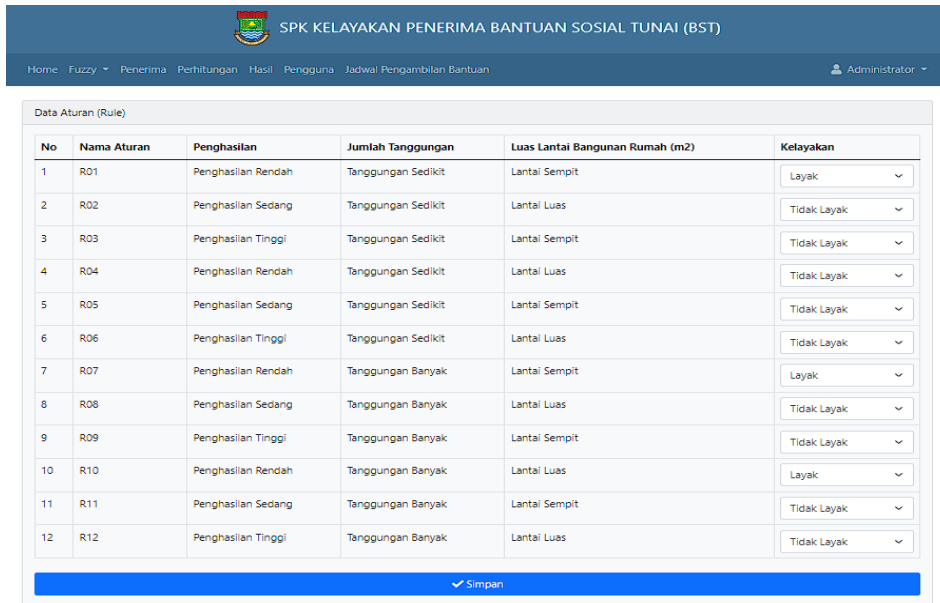 SPK KELAYAKAN PENERIMA BANTUAN SOSIAL TUNAI (BST)
Home Fuzzy Penerima Perhitungan Hasil Pengguna Jadwal Pengambilan Bantuan Administrator
Data Aturan (Rule)
No Nama Aturan Penghasilan Jumlah Tanggungan Luas Lantai Bangunan Rumah (m2) Kelayakan
1 R01 Penghasilan Rendah Tanggungan Sedikit Lantai Sempit Layak
2 R02 Penghasilan Sedang Tanggungan Sedikit Lantai Luas Tidak Layak
3 R03 Penghasilan Tinggi Tanggungan Sedikit Lantai Sempit Tidak Layak
4 R04 Penghasilan Rendah Tanggungan Sedikit Lantai Luas Tidak Layak
5 R05 Penghasilan Sedang Tanggungan Sedikit Lantai Sempit Tidak Layak
6 R06 Penghasilan Tinggi Tanggungan Sedikit Lantai Luas Tidak Layak
7 R07 Penghasilan Rendah Tanggungan Banyak Lantai Sempit Layak
8 R08 Penghasilan Sedang Tanggungan Banyak Lantai Luas Tidak Layak
9 R09 Penghasilan Tinggi Tanggungan Banyak Lantai Sempit Tidak Layak
10 R10 Penghasilan Rendah Tanggungan Banyak Lantai Luas Layak
11 R11 Penghasilan Sedang Tanggungan Banyak Lantai Sempit Tidak Layak
12 R12 Penghasilan Tinggi Tanggungan Banyak Lantai Luas Tidak Layak
Simpan